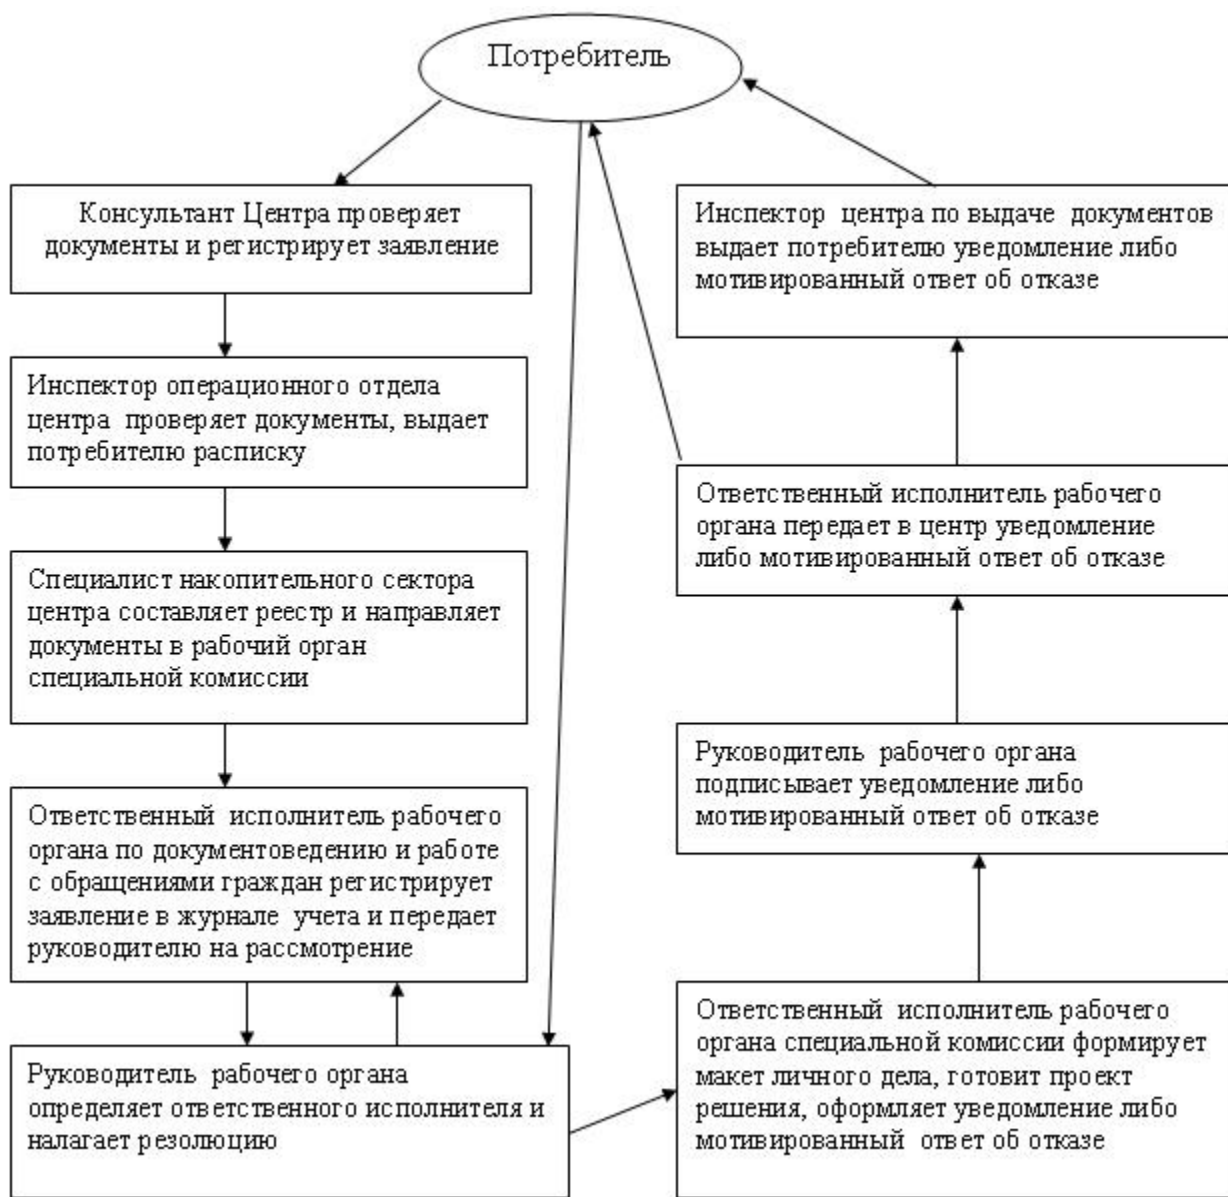 Потребитель
Консультант Центра проверяет
документы и регистрирует заявление
Инспектор операционного отдела
центра проверяет документы, выдает
потребителю расписку
Специалист накопительного сектора
центра составляет реестр и направляет
документы в рабочий орган
специальной комиссии
Ответственный исполнитель рабочего
органа по документоведению и работе
с обращениями граждан регистрирует
заявление в журнале учета и передает
руководителю на рассмотрение
Руководитель рабочего органа
определяет ответственного исполнителя и
налагает резолюцию
Инспектор центра по выдаче документов
выдает потребителю уведомление либо
мотивированный ответ об отказе
Ответственный исполнитель рабочего
органа передает в центр уведомление
либо мотивированный ответ об отказе
Руководитель рабочего органа
подписывает уведомление либо
мотивированный ответ об отказе
Ответственный исполнитель рабочего
органа специальной комиссии формирует
макет личного дела, готовит проект
решения, оформляет уведомление либо
мотивированный ответ об отказе